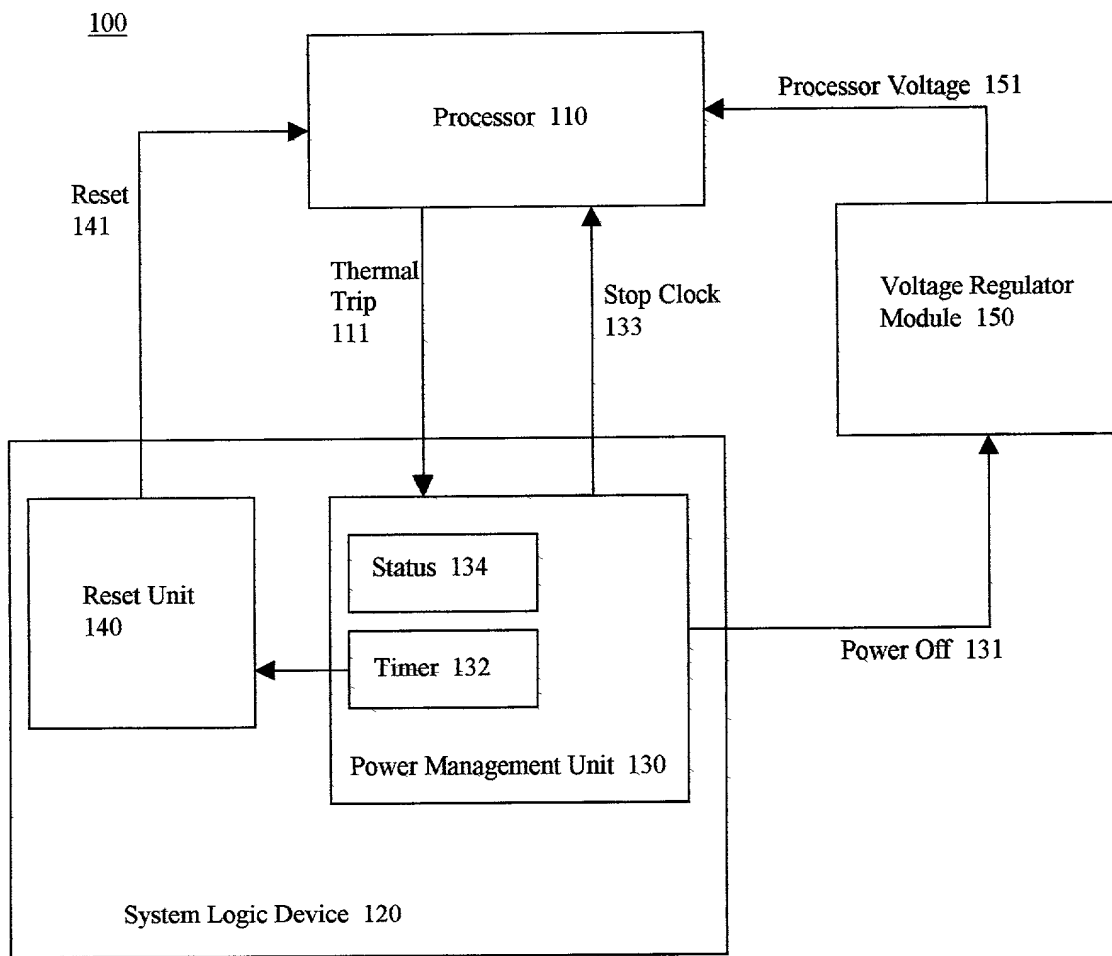 100
Processor 110
Processor Voltage 151
Reset
141
Thermal
Trip
111
Stop Clock
133
Voltage Regulator
Module 150
Status 134
Reset Unit
140
Timer 132
Power Off 131
Power Management Unit 130
System Logic Device 120